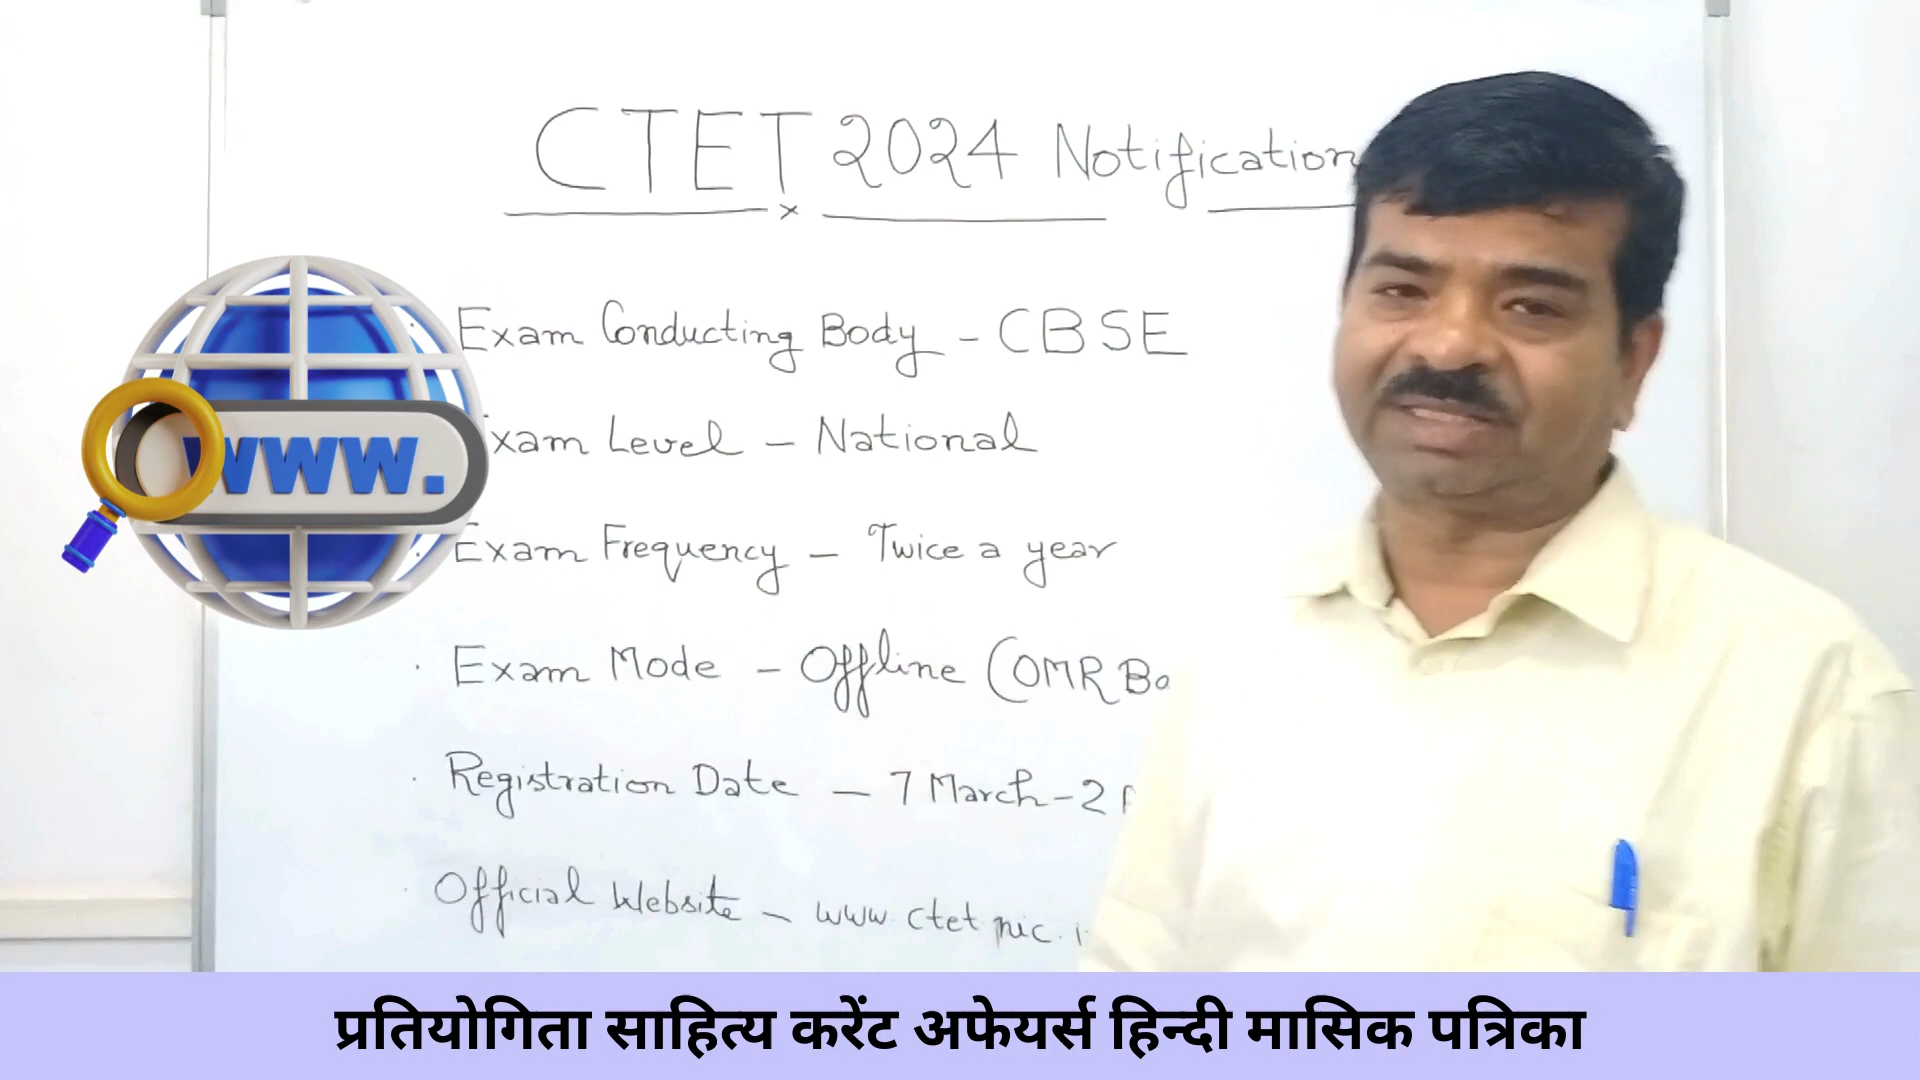 CTET 2024 Notification
Exam Conducting Body - CBSE
xam Level - National
www.
Exam Frequency - Twice a year
Exam Mode - Offline (OMR Ba
Registration Date - 7 March - 2
Official Website - www.ctet.nic.i
प्रतियोगिता साहित्य करेंट अफेयर्स हिन्दी मासिक पत्रिका